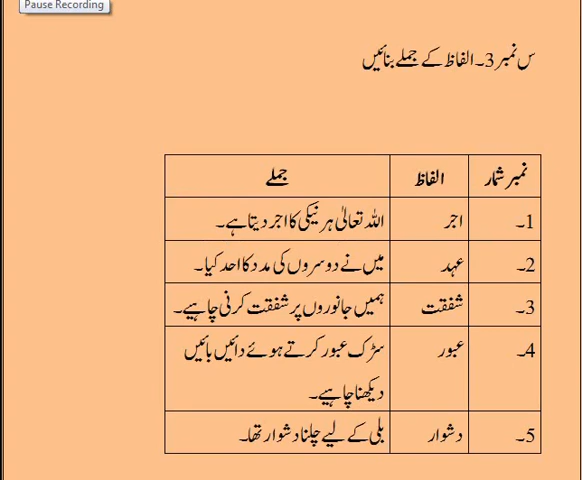 Pause Recording
س نمبر 3۔ الفاظ کے جملے بنائیں
نمبر شمار الفاظ جملے
1۔ اجر اللہ تعالیٰ ہر نیکی کا اجر دیتا ہے۔
2۔ عہد میں نے دوسروں کی مدد کا احد کیا۔
3۔ شفقت ہمیں جانوروں پر شفقت کرنی چاہیے۔
4۔ عبور سڑک عبور کرتے ہوئے دائیں بائیں
دیکھنا چاہیے۔
5۔ دشوار بلی کے لیے چلنا دشوار تھا۔